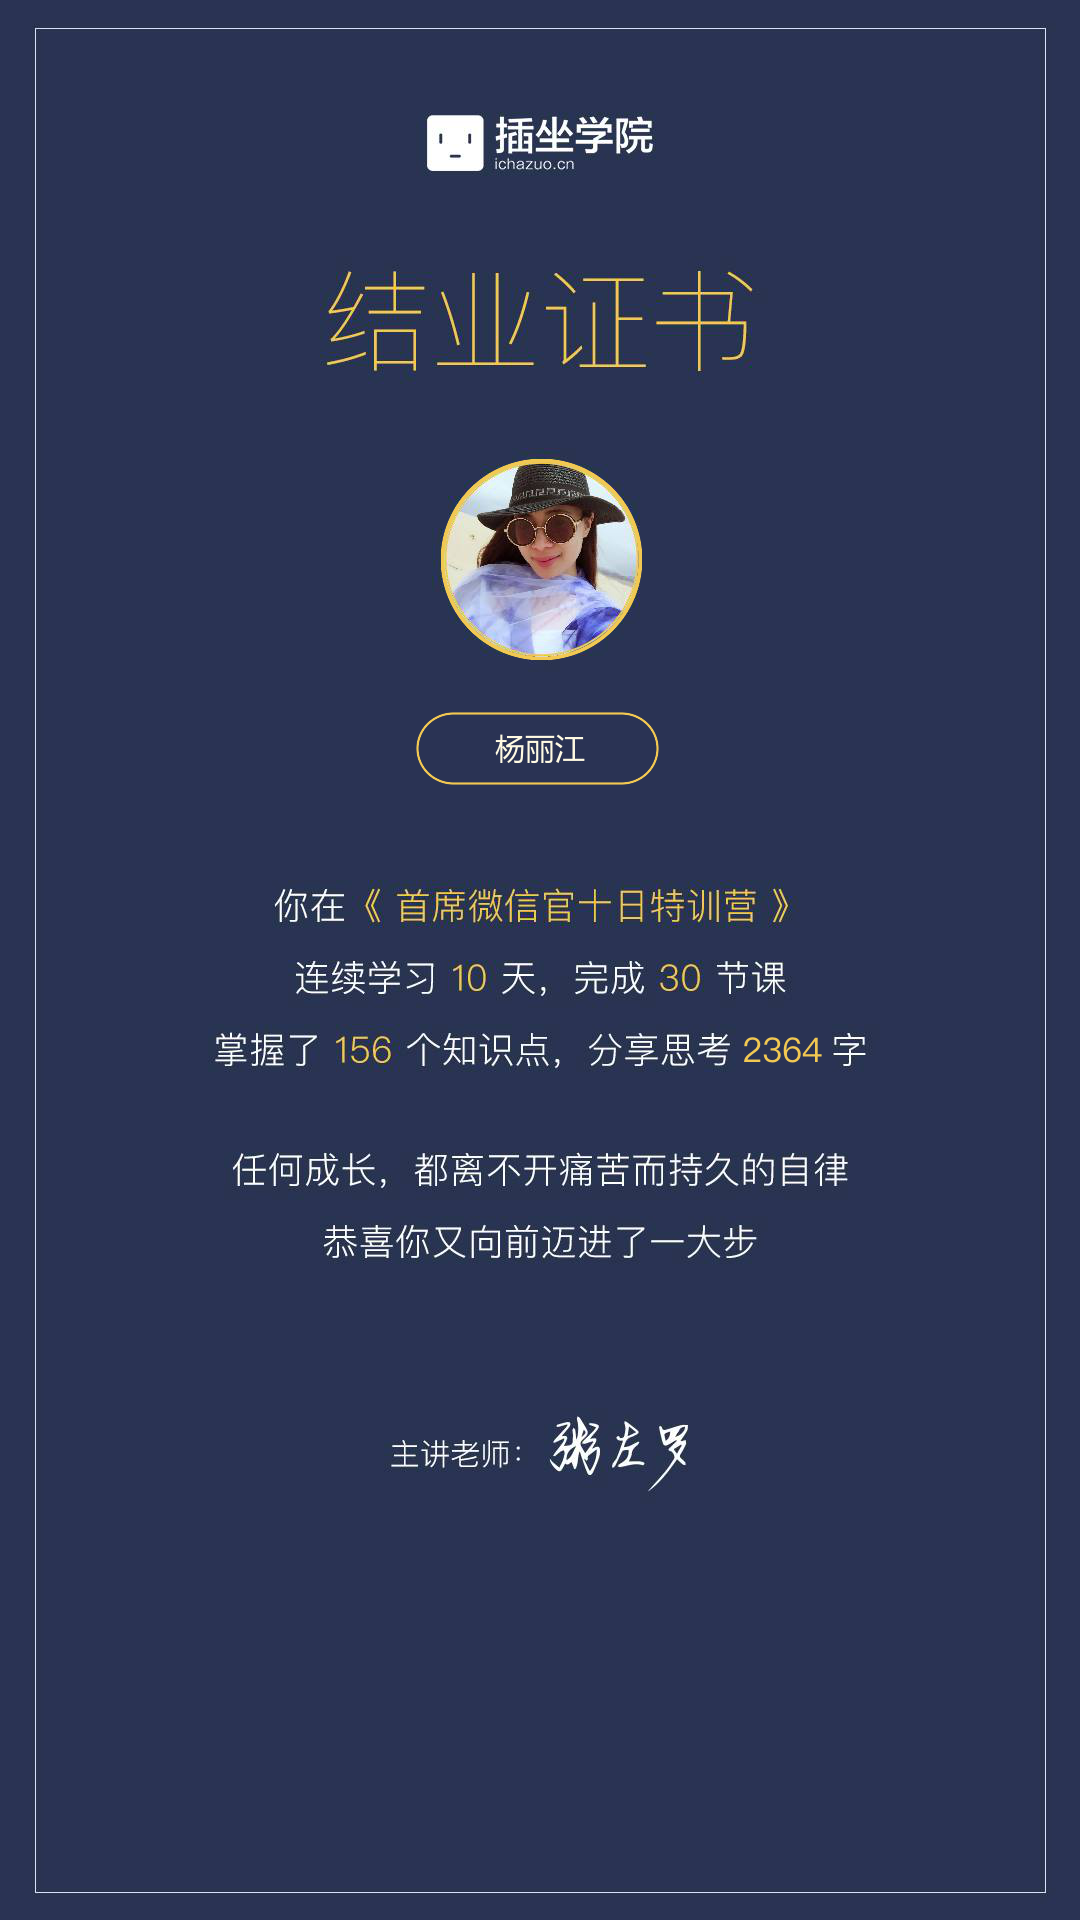 插坐学院
ichazuo.cn
结业证书
杨丽江
你在《 首席微信官十日特训营 》
连续学习 10 天，完成 30 节课
掌握了 156 个知识点，分享思考 2364 字
任何成长，都离不开痛苦而持久的自律
恭喜你又向前迈进了一大步
主讲老师：粥左罗